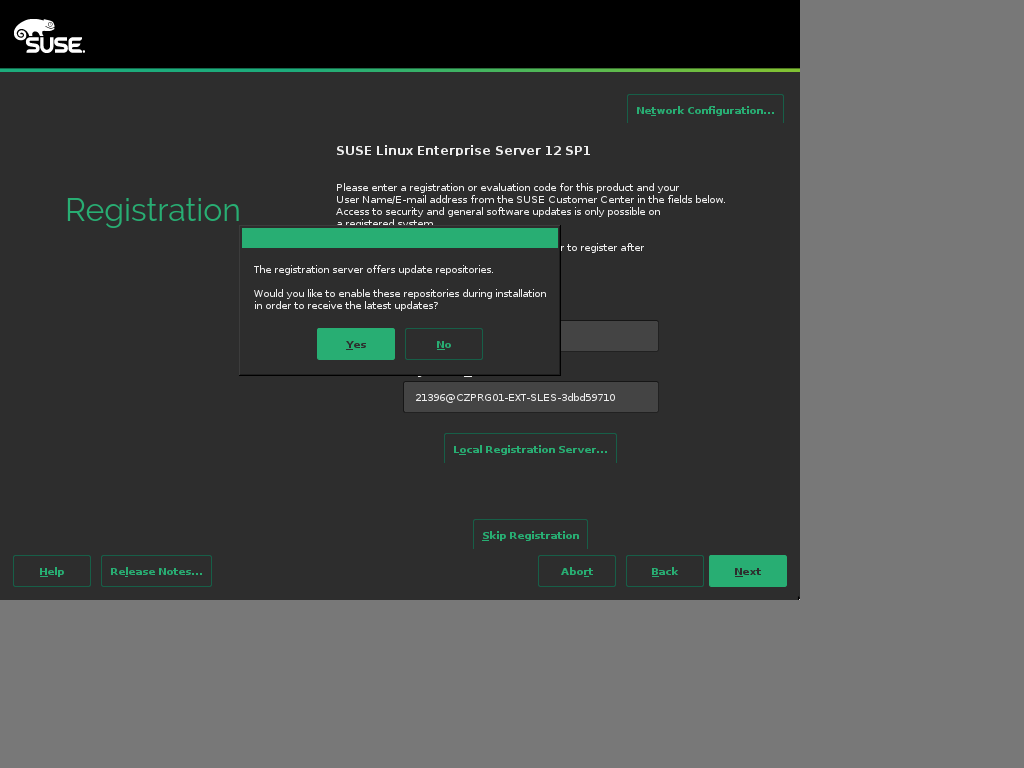 SUSE.
Network Configuration...
SUSE Linux Enterprise Server 12 SP1
Registration
Please enter a registration or evaluation code for this product and your
User Name/E-mail address from the SUSE Customer Center in the fields below.
Access to security and general software updates is only possible on
a registered system.
r to register after
The registration server offers update repositories.
Would you like to enable these repositories during installation
in order to receive the latest updates?
Yes
No
21396@CZPRG01-EXT-SLES-3dbd59710
Local Registration Server...
Skip Registration
Help
Release Notes...
Abort
Back
Next